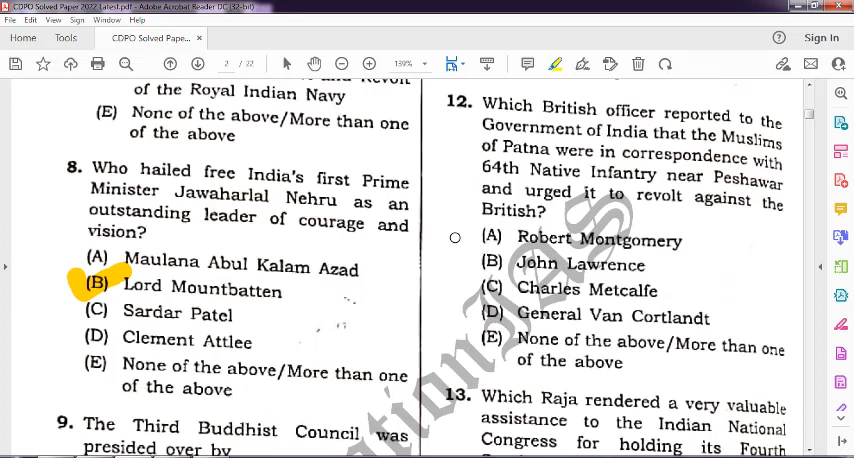 CDPO Solved Paper 2022 Latest.pdf - Adobe Acrobat Reader DC (32-bit)
File Edit View Sign Window Help
Home Tools CDPO Solved Pape... × Sign In
2 / 22 139%
of the Royal Indian Navy
(E) None of the above/More than one
of the above
8. Who hailed free India's first Prime
Minister Jawaharlal Nehru as an
outstanding leader of courage and
vision?
(A) Maulana Abul Kalam Azad
(B) Lord Mountbatten
(C) Sardar Patel
(D) Clement Attlee
(E) None of the above/More than one
of the above
9. The Third Buddhist Council was
presided over by
12. Which British officer reported to the
Government of India that the Muslims
of Patna were in correspondence with
64th Native Infantry near Peshawar
and urged it to revolt against the
British?
(A) Robert Montgomery
(B) John Lawrence
(C) Charles Metcalfe
(D) General Van Cortlandt
(E) None of the above/More than one
of the above
13. Which Raja rendered a very valuable
assistance to the Indian National
Congress for holding its Fourth
nationIAS